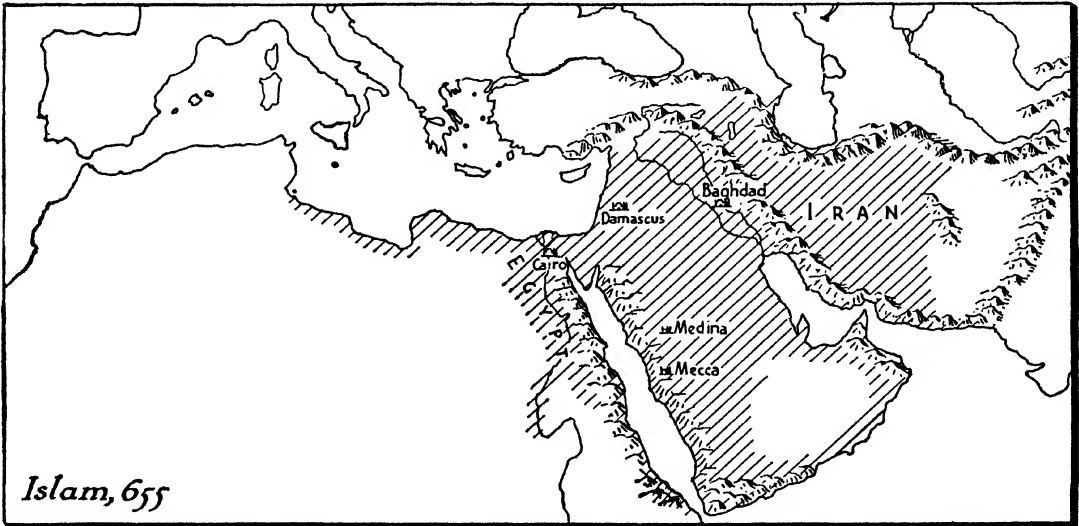 Baghdad
IRAN
Damascus
Cairo
EGYPT
Medina
Mecca
Islam, 655